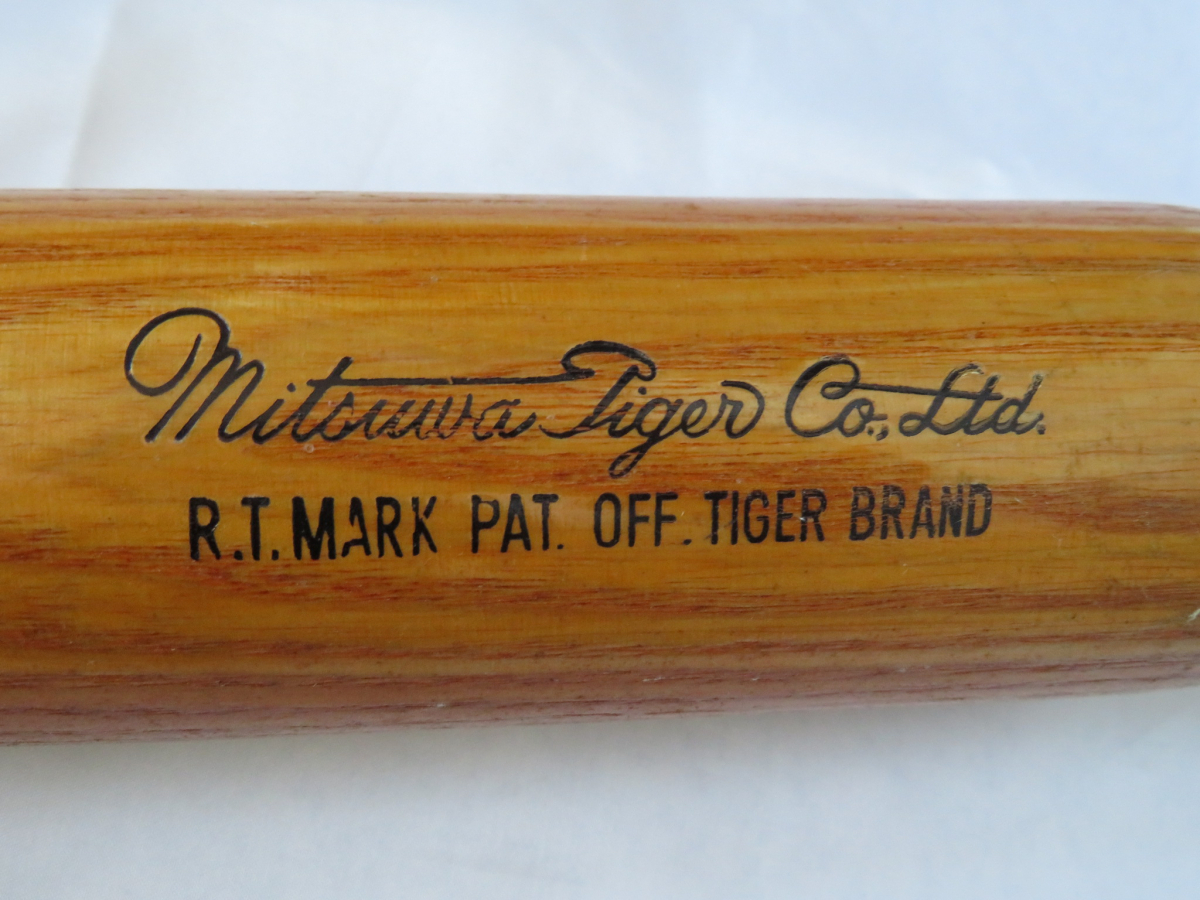 Mitsuwa Tiger Co., Ltd.
R.T. MARK PAT. OFF. TIGER BRAND